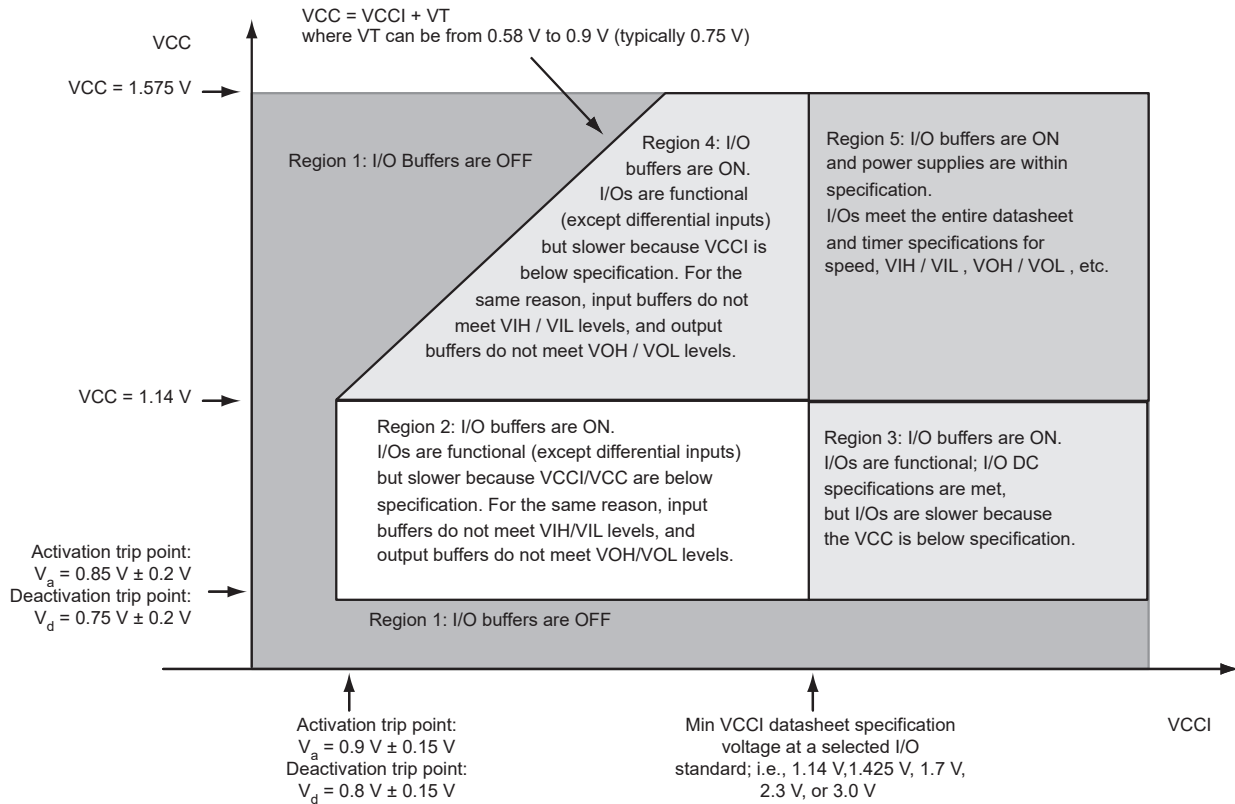 VCC = VCCI + VT
where VT can be from 0.58 V to 0.9 V (typically 0.75 V)
VCC
VCC = 1.575 V
Region 1: I/O Buffers are OFF
Region 4: I/O
buffers are ON.
I/Os are functional
(except differential inputs)
but slower because VCCI is
below specification. For the
same reason, input buffers do not
meet VIH / VIL levels, and output
buffers do not meet VOH / VOL levels.
Region 5: I/O buffers are ON
and power supplies are within
specification.
I/Os meet the entire datasheet
and timer specifications for
speed, VIH / VIL , VOH / VOL , etc.
VCC = 1.14 V
Region 2: I/O buffers are ON.
I/Os are functional (except differential inputs)
but slower because VCCI/VCC are below
specification. For the same reason, input
buffers do not meet VIH/VIL levels, and
output buffers do not meet VOH/VOL levels.
Region 3: I/O buffers are ON.
I/Os are functional; I/O DC
specifications are met,
but I/Os are slower because
the VCC is below specification.
Activation trip point:
Va = 0.85 V ± 0.2 V
Deactivation trip point:
Vd = 0.75 V ± 0.2 V
Region 1: I/O buffers are OFF
Activation trip point:
Va = 0.9 V ± 0.15 V
Deactivation trip point:
Vd = 0.8 V ± 0.15 V
Min VCCI datasheet specification
voltage at a selected I/O
standard; i.e., 1.14 V,1.425 V, 1.7 V,
2.3 V, or 3.0 V
VCCI